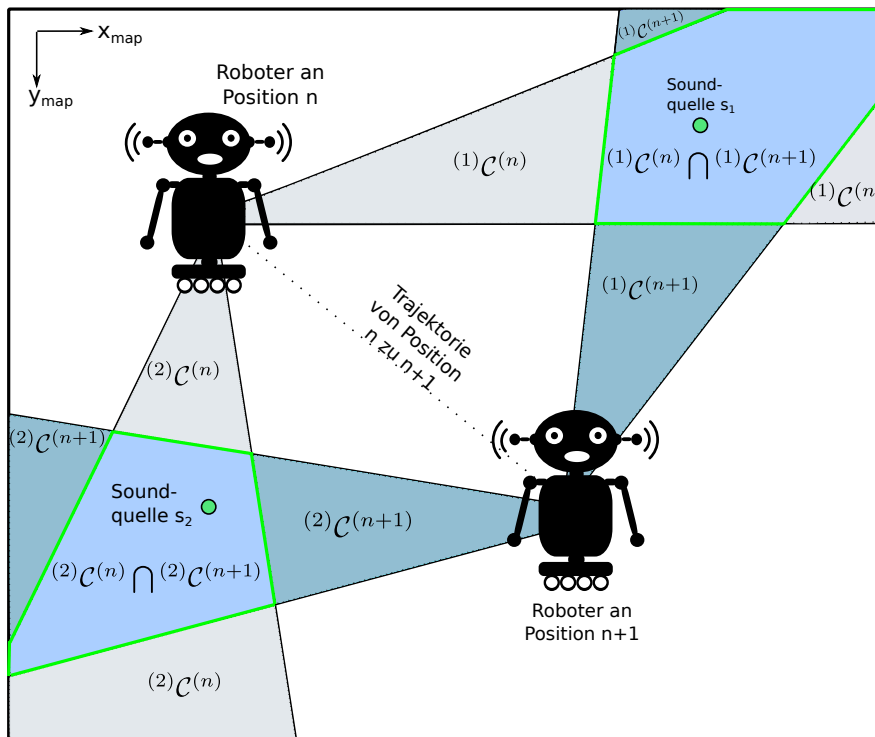 x_map
y_map
Roboter an
Position n
(1)C(n+1)
Sound-
quelle s₁
(1)C(n)
(1)C(n) ⋂ (1)C(n+1)
(1)C(n
(1)C(n+1)
Trajektorie
von Position
n zu n+1
(2)C(n)
(2)C(n+1)
Sound-
quelle s₂
(2)C(n+1)
(2)C(n) ⋂ (2)C(n+1)
Roboter an
Position n+1
(2)C(n)